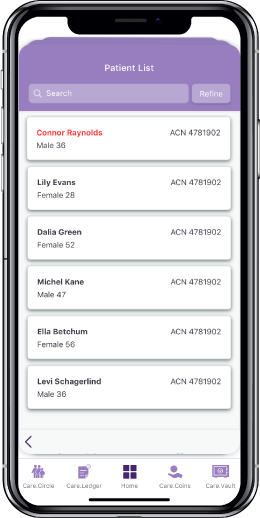 Patient List
Search Refine
Connor Raynolds ACN 4781902
Male 36
Lily Evans ACN 4781902
Female 28
Dalia Green ACN 4781902
Female 52
Michel Kane ACN 4781902
Male 47
Ella Betchum ACN 4781902
Female 56
Levi Schagerlind ACN 4781902
Male 36
Care.Circle Care.Ledger Home Care.Coins Care.Vault